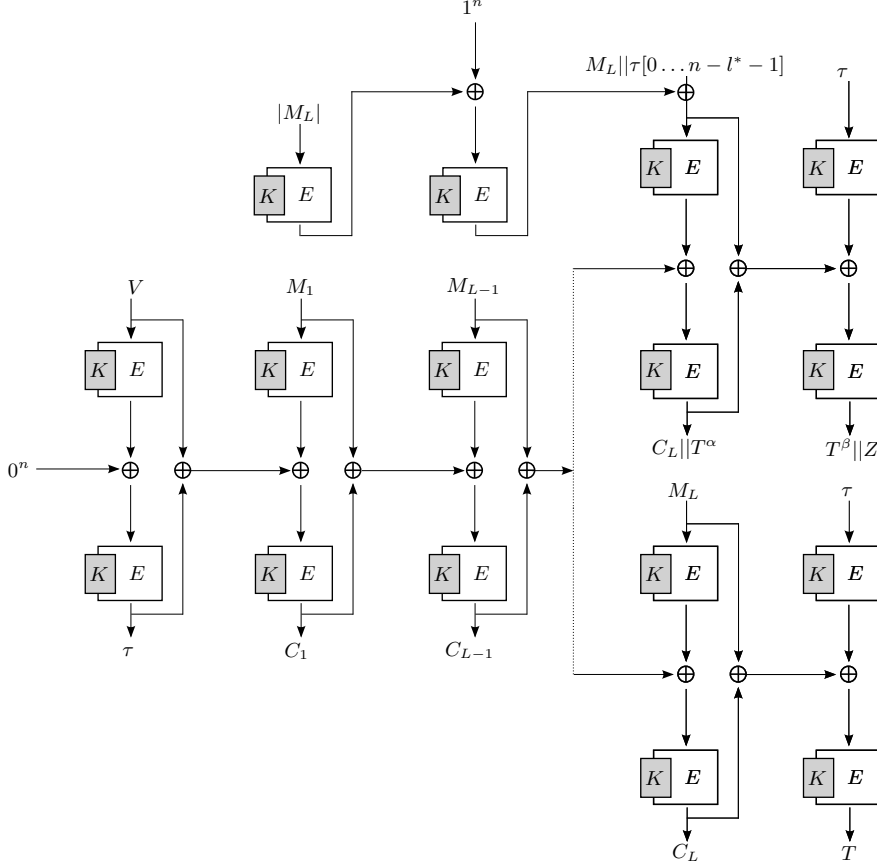 1^n
M_L||τ[0 … n − l* − 1]
τ
|M_L|
K E
K E
K E
K E
V
M_1
M_{L−1}
K E
K E
K E
K E
K E
0^n
C_L||T^α
T^β||Z
M_L
τ
K E
K E
K E
K E
K E
τ
C_1
C_{L−1}
K E
K E
C_L
T